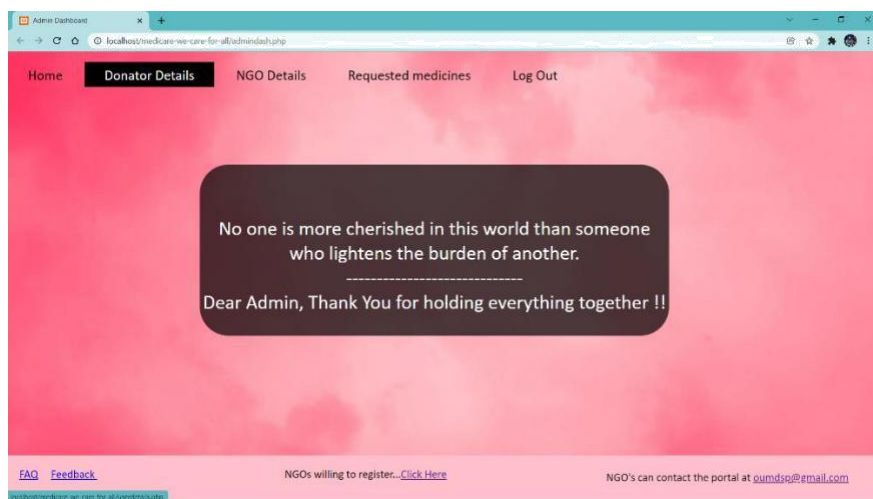 Admin Dashboard
localhost/medicare-we-care-for-all/admindash.php
Home Donator Details NGO Details Requested medicines Log Out
No one is more cherished in this world than someone
who lightens the burden of another.
------------------------------
Dear Admin, Thank You for holding everything together !!
FAQ Feedback NGOs willing to register...Click Here NGO's can contact the portal at oumdsp@gmail.com